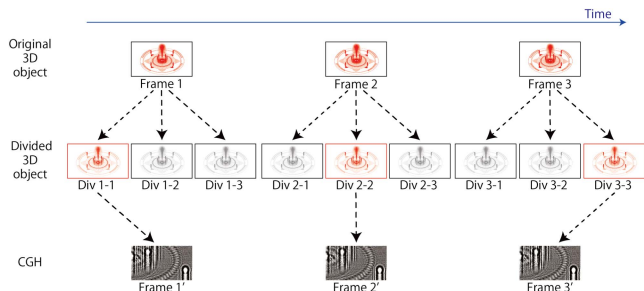 Time
Original
3D
object
Frame 1
Frame 2
Frame 3
Divided
3D
object
Div 1-1
Div 1-2
Div 1-3
Div 2-1
Div 2-2
Div 2-3
Div 3-1
Div 3-2
Div 3-3
CGH
Frame 1'
Frame 2'
Frame 3'